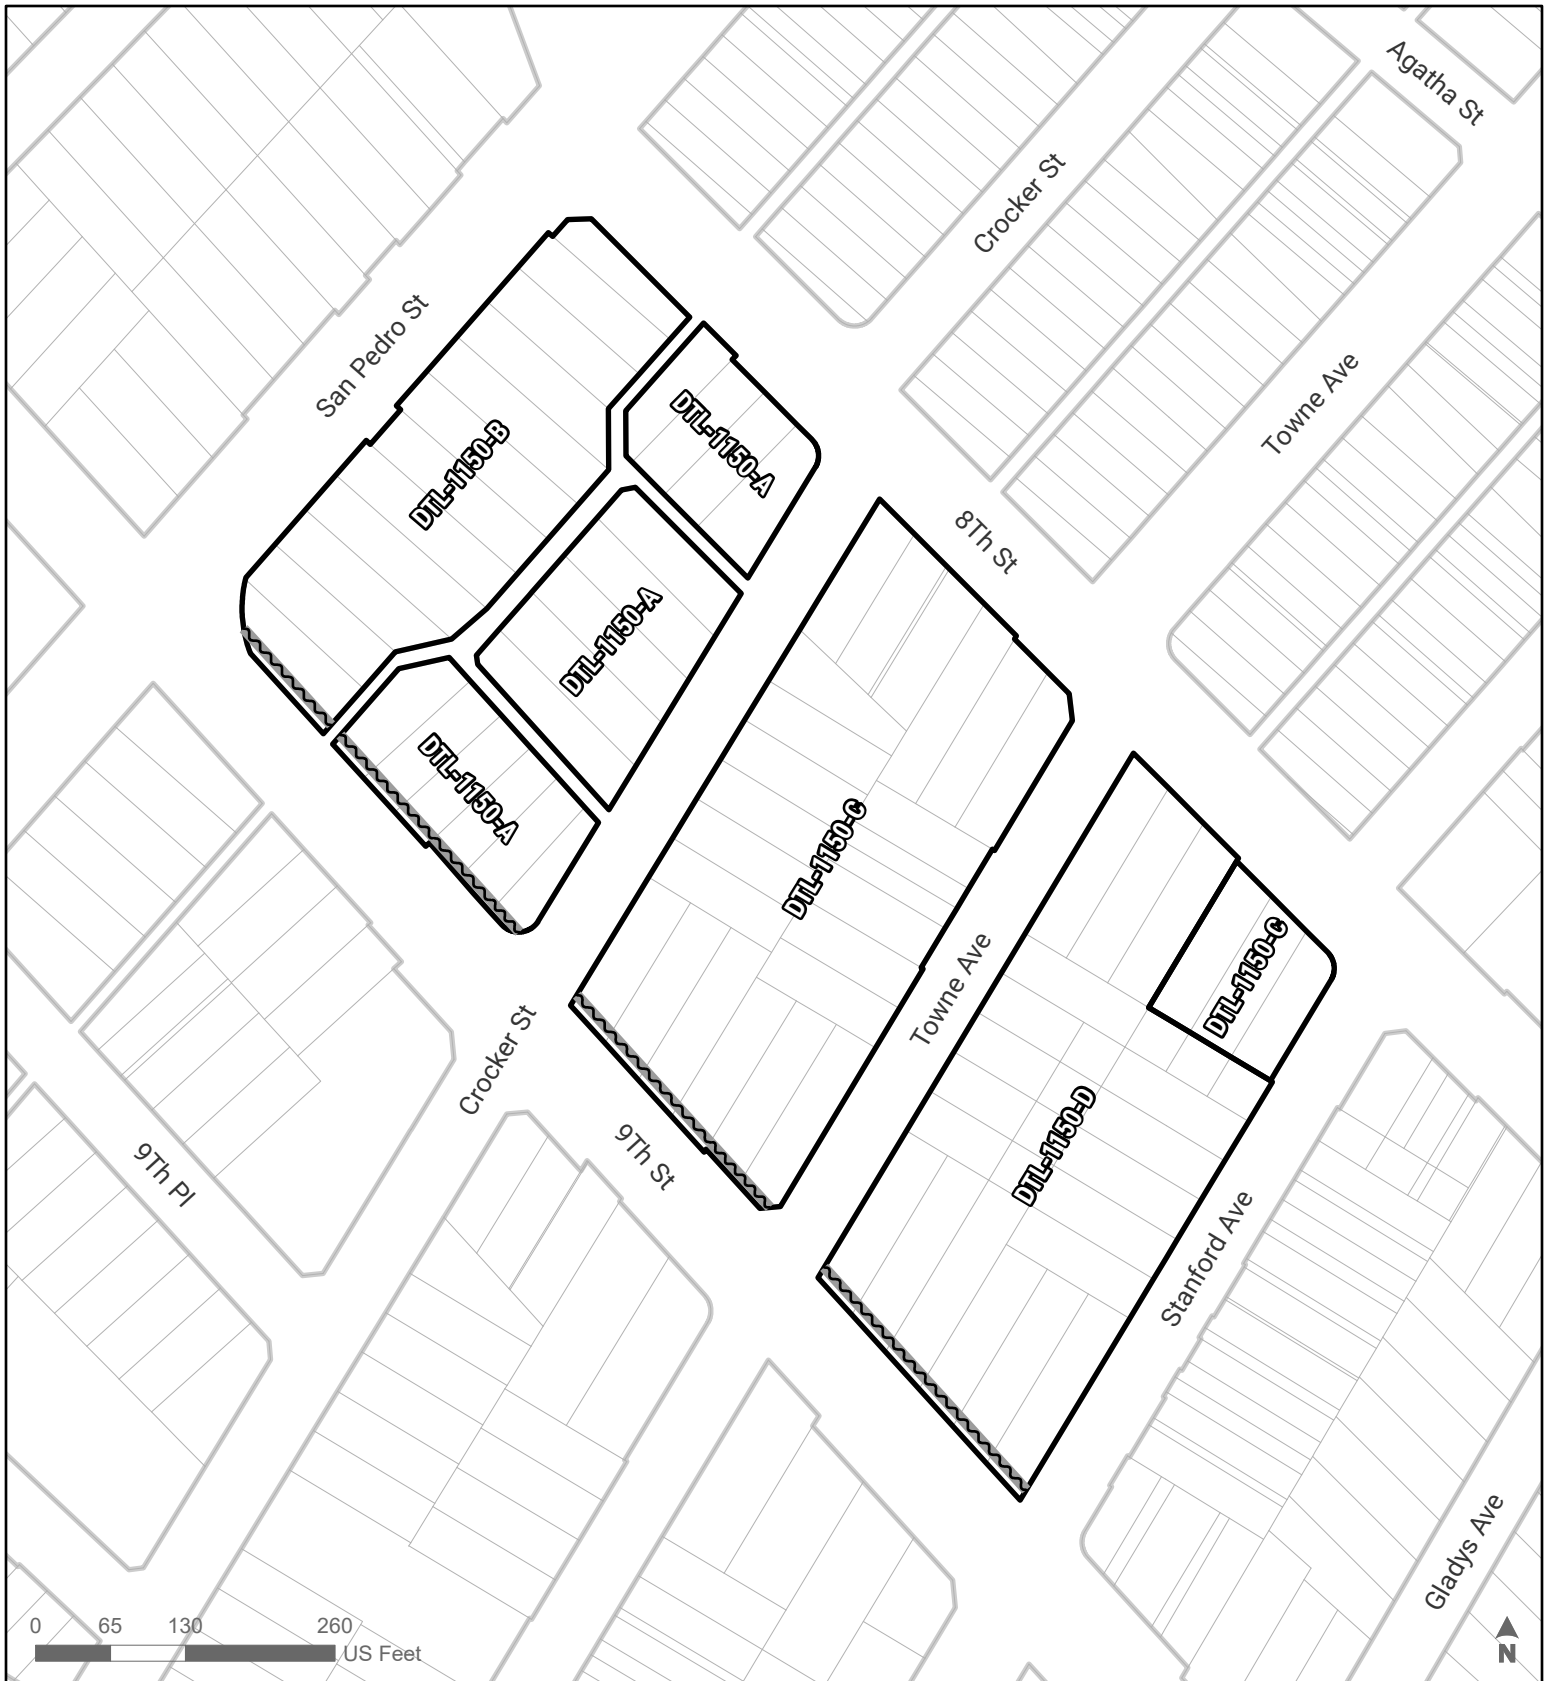 Agatha St
Crocker St
San Pedro St
Towne Ave
DTL-1150-A
DTL-1150-B
8Th St
DTL-1150-A
DTL-1150-A
DTL-1150-C
DTL-1150-C
Towne Ave
Crocker St
DTL-1150-D
9Th St
9Th Pl
Stanford Ave
Gladys Ave
0 65 130 260
US Feet
N